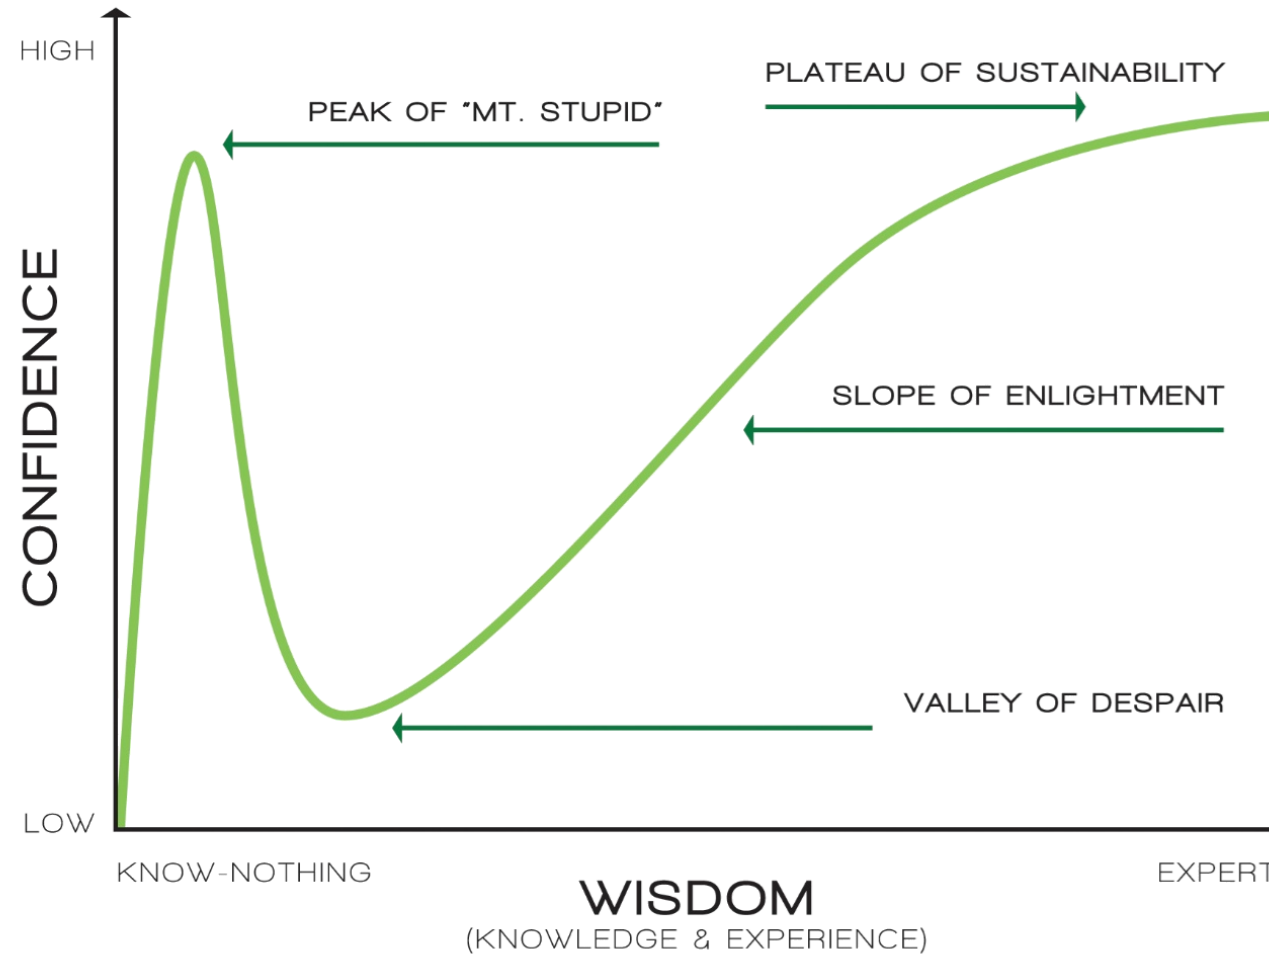 HIGH
PLATEAU OF SUSTAINABILITY
PEAK OF "MT. STUPID"
CONFIDENCE
SLOPE OF ENLIGHTMENT
VALLEY OF DESPAIR
LOW
KNOW-NOTHING
EXPERT
WISDOM
(KNOWLEDGE & EXPERIENCE)